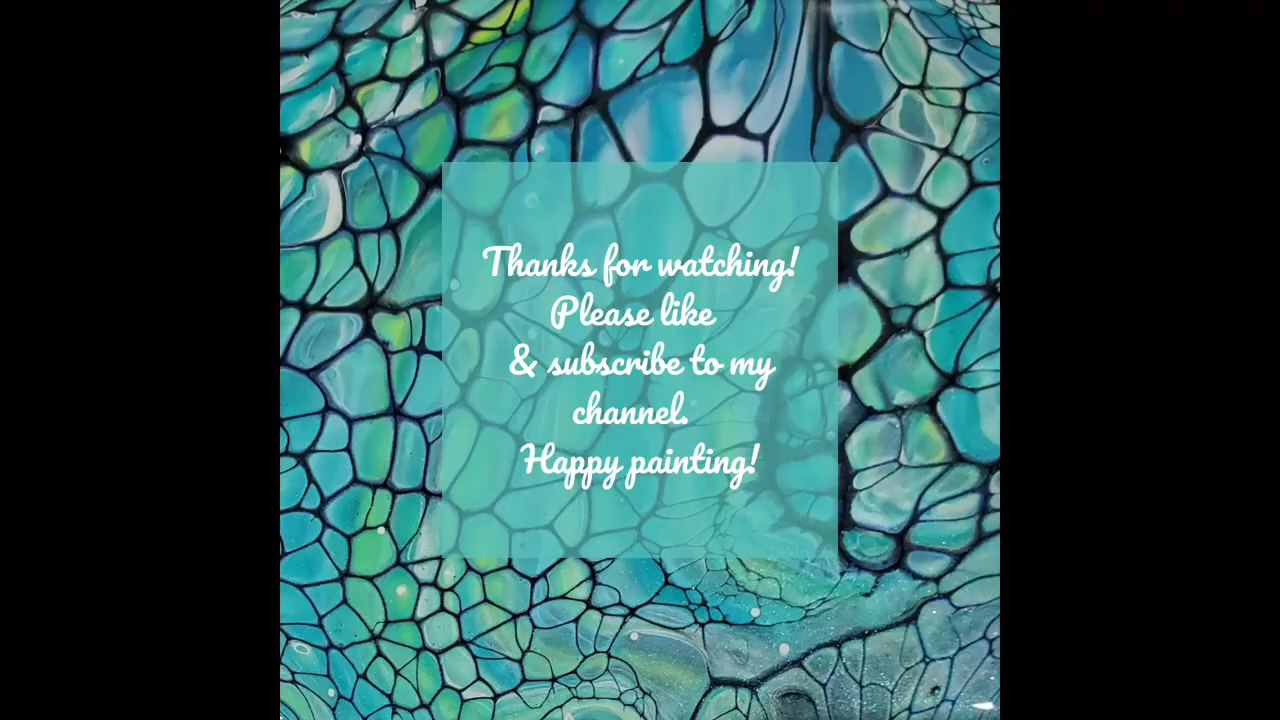 Thanks for watching!
Please like
& subscribe to my
channel.
Happy painting!